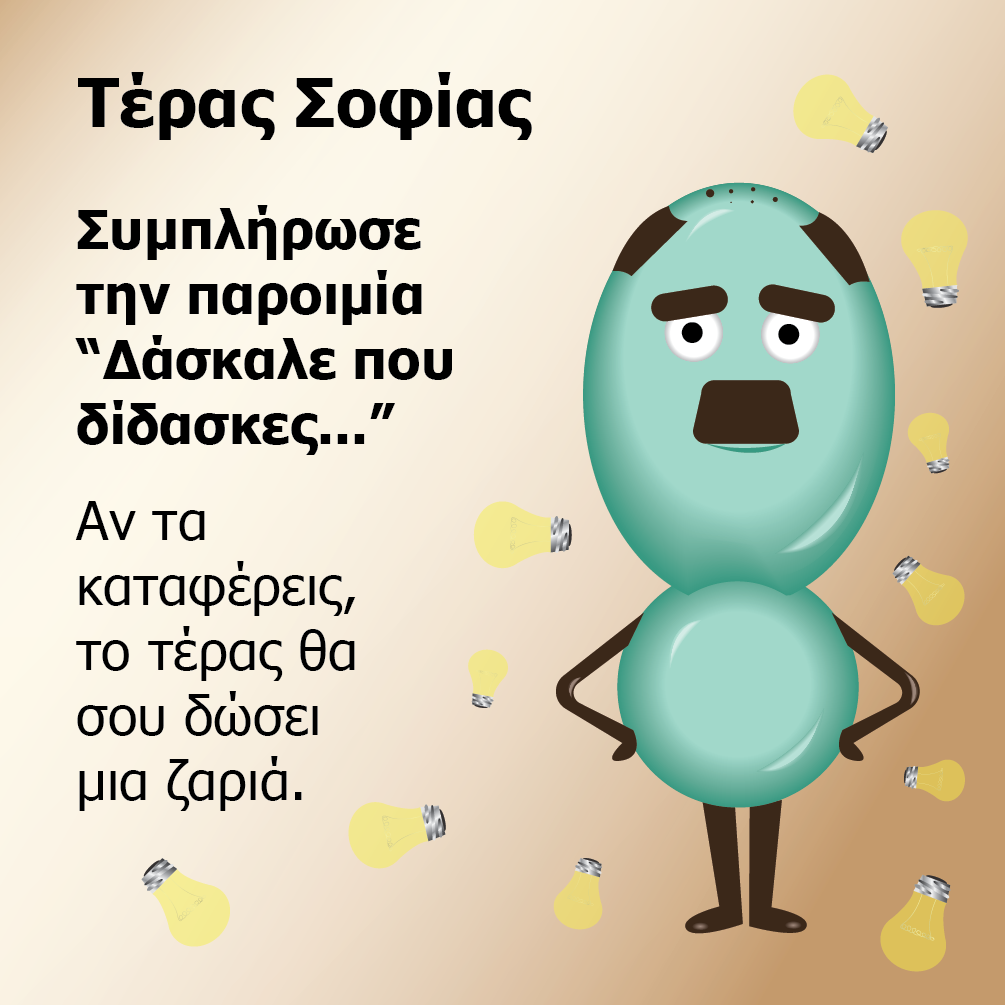 Τέρας Σοφίας
Συμπλήρωσε
την παροιμία
“Δάσκαλε που
δίδασκες...”
Αν τα
καταφέρεις,
το τέρας θα
σου δώσει
μια ζαριά.